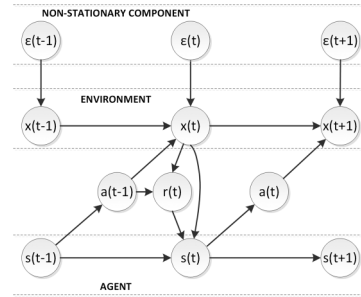 NON-STATIONARY COMPONENT
ε(t-1) ε(t) ε(t+1)
ENVIRONMENT
x(t-1) x(t) x(t+1)
a(t-1) r(t) a(t)
s(t-1) s(t) s(t+1)
AGENT